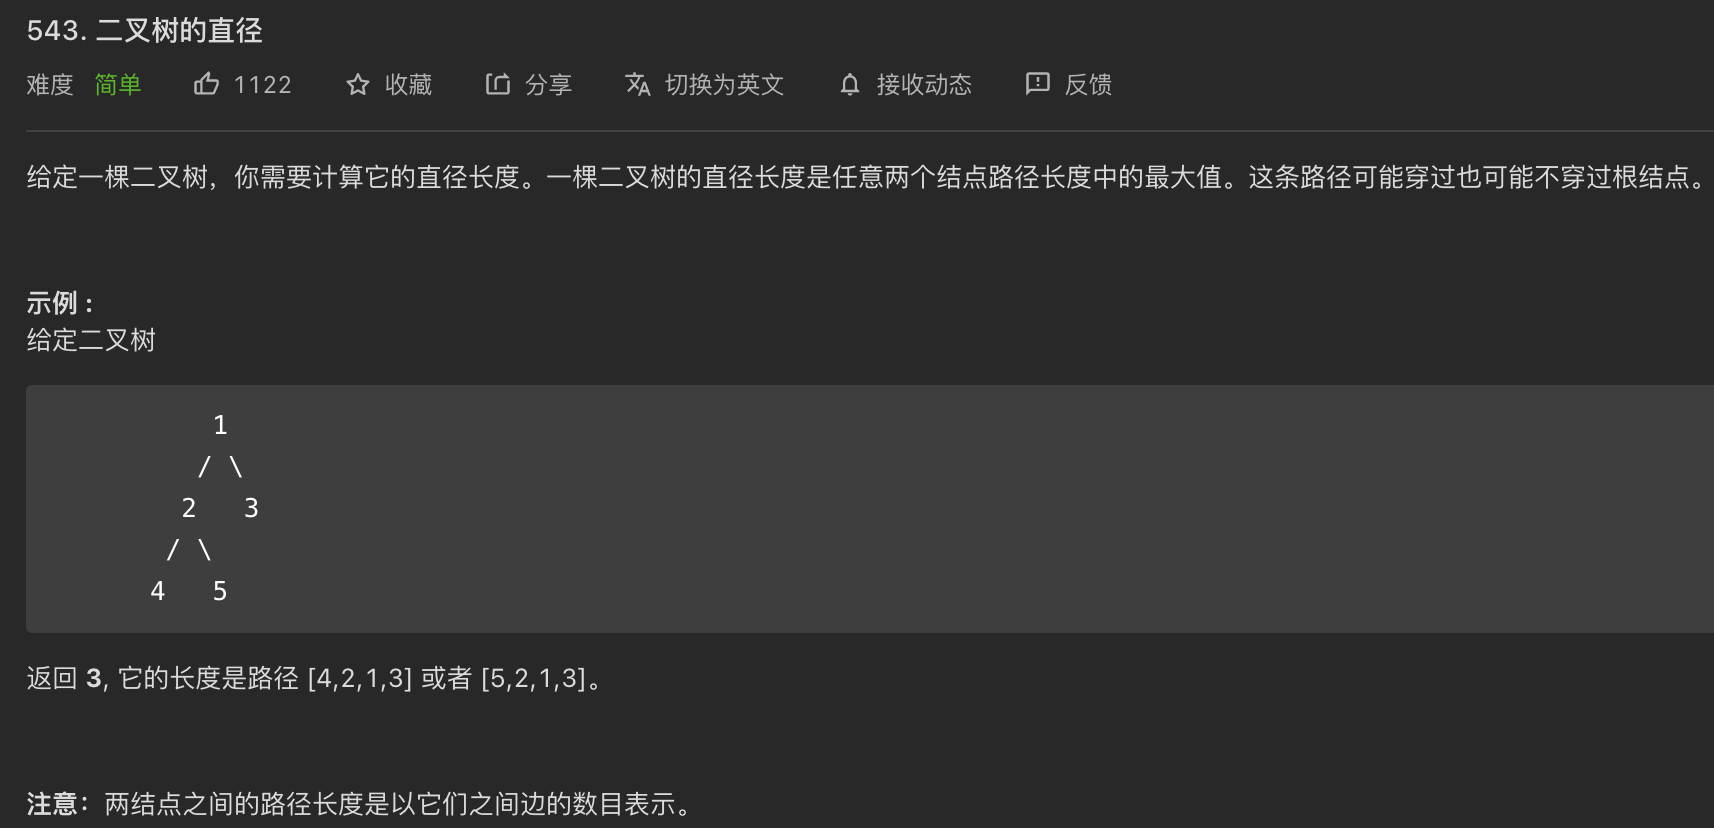 543. 二叉树的直径
难度 简单 1122 收藏 分享 切换为英文 接收动态 反馈
给定一棵二叉树，你需要计算它的直径长度。一棵二叉树的直径长度是任意两个结点路径长度中的最大值。这条路径可能穿过也可能不穿过根结点。
示例 :
给定二叉树
1
/ \
2 3
/ \
4 5
返回 3, 它的长度是路径 [4,2,1,3] 或者 [5,2,1,3]。
注意：两结点之间的路径长度是以它们之间边的数目表示。